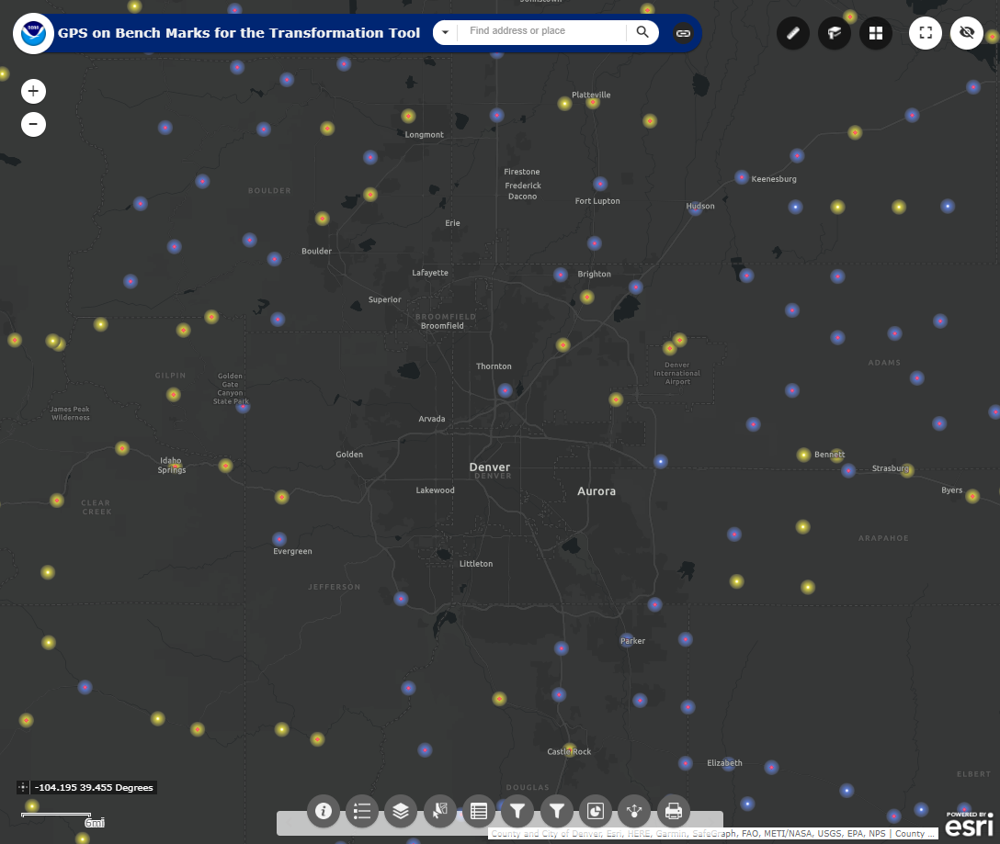 Johnstown
GPS on Bench Marks for the Transformation Tool
Find address or place
Platteville
Longmont
Firestone
Frederick
Dacono
Keenesburg
BOULDER
Fort Lupton
Hudson
Erie
Boulder
Lafayette
Brighton
Superior
BROOMFIELD
Broomfield
Thornton
Denver
International
Airport
ADAMS
GILPIN
Golden
Gate
Canyon
State Park
James Peak
Wilderness
Arvada
Golden
Bennett
Idaho
Springs
Denver
DENVER
Strasburg
Lakewood
Aurora
Byers
CLEAR
CREEK
ARAPAHOE
Evergreen
Littleton
JEFFERSON
Parker
Castle Rock
Elizabeth
ELBERT
-104.195 39.455 Degrees
DOUGLAS
6mi
POWERED BY
esri
County and City of Denver, Esri, HERE, Garmin, SafeGraph, FAO, METI/NASA, USGS, EPA, NPS | County ...